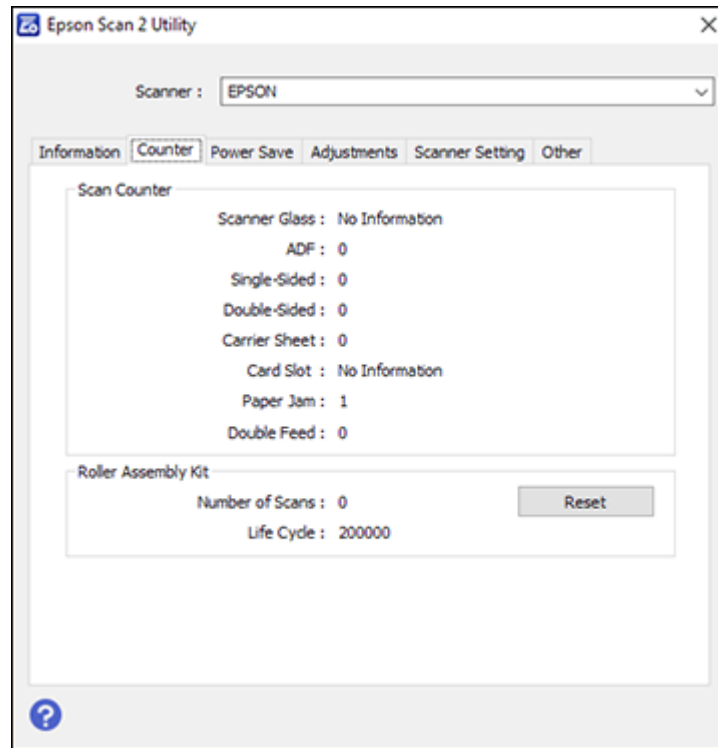 Epson Scan 2 Utility
Scanner : EPSON
Information Counter Power Save Adjustments Scanner Setting Other
Scan Counter
Scanner Glass : No Information
ADF : 0
Single-Sided : 0
Double-Sided : 0
Carrier Sheet : 0
Card Slot : No Information
Paper Jam : 1
Double Feed : 0
Roller Assembly Kit
Number of Scans : 0 Reset
Life Cycle : 200000
?